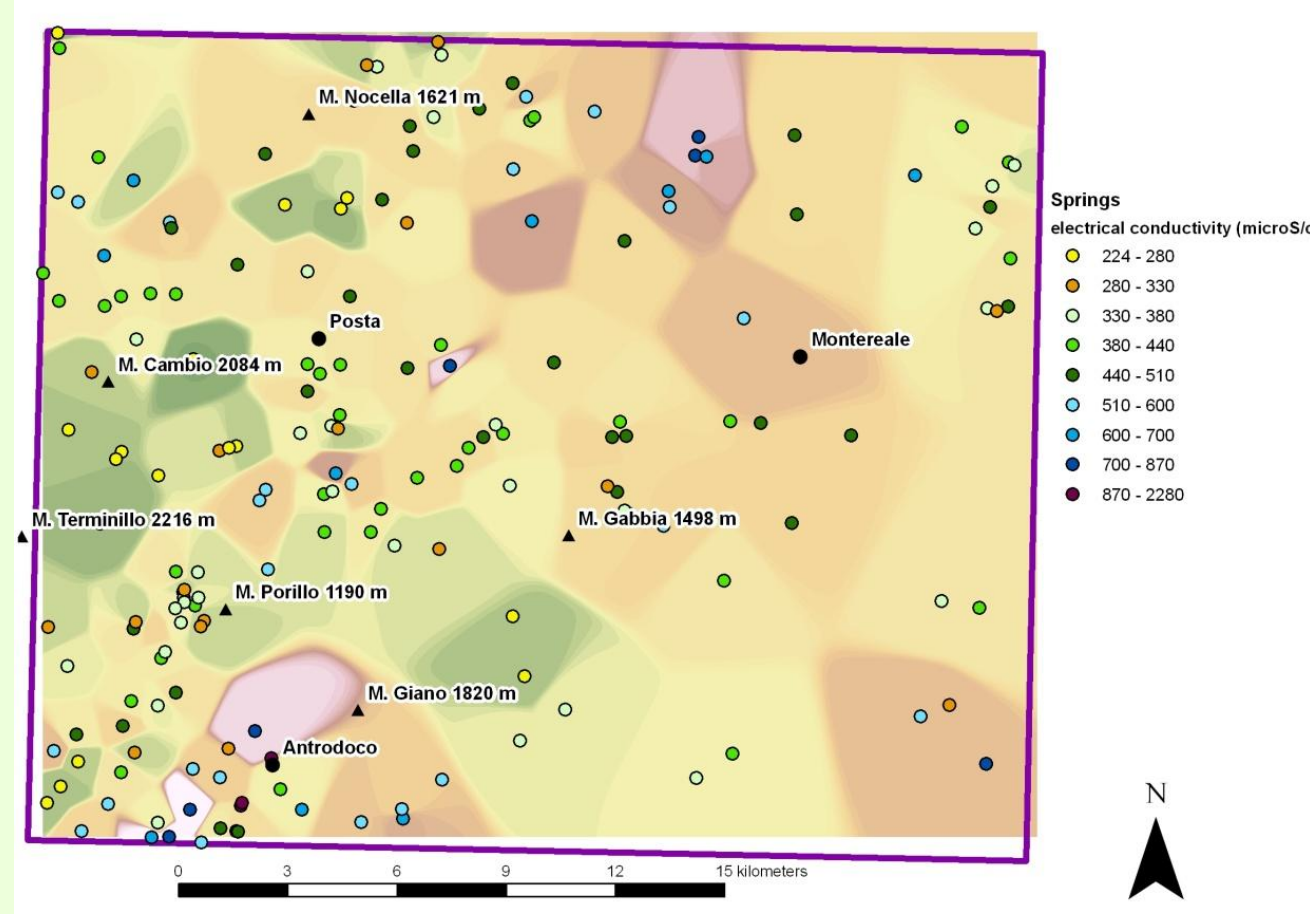 M. Nocella 1621 m
Springs
electrical conductivity (microS/c
224 - 280
280 - 330
330 - 380
380 - 440
440 - 510
510 - 600
600 - 700
700 - 870
870 - 2280
Posta
Montereale
M. Cambio 2084 m
M. Terminillo 2216 m
M. Gabbia 1498 m
M. Porillo 1190 m
M. Giano 1820 m
Antrodoco
N
0 3 6 9 12 15 kilometers